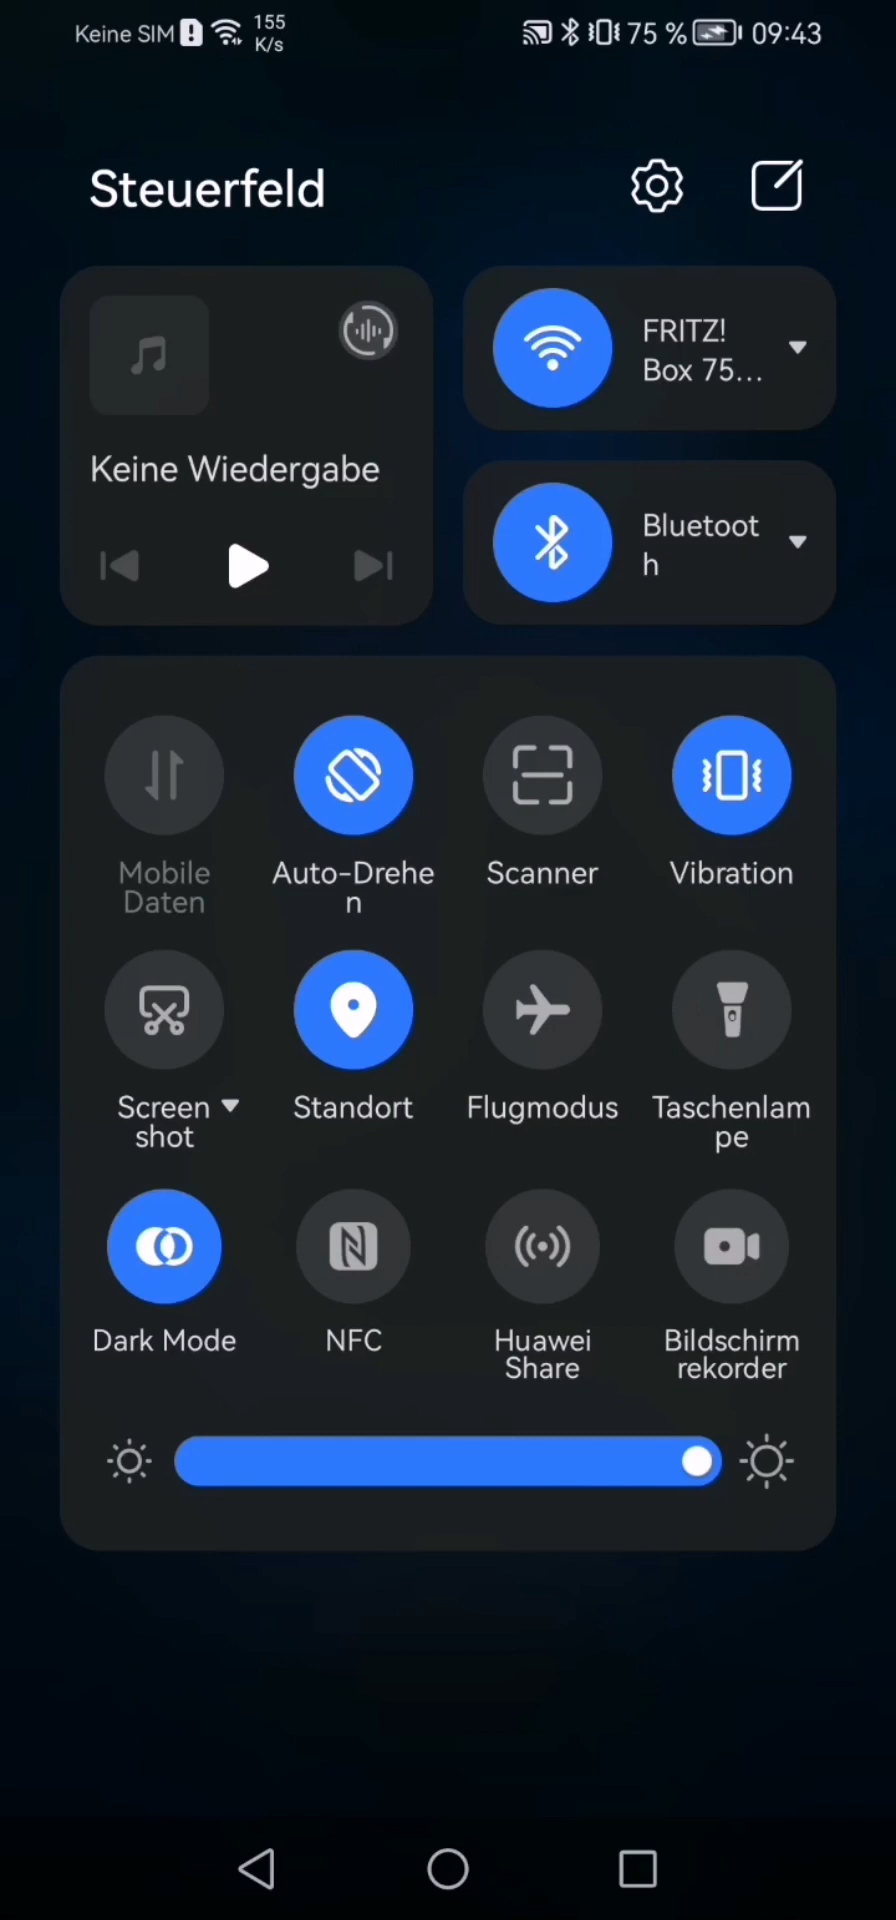 Keine SIM 155 K/s 75 % 09:43
Steuerfeld
FRITZ!
Box 75...
Keine Wiedergabe
Bluetoot
h
Mobile
Daten
Auto-Drehe
n
Scanner
Vibration
Screen
shot
Standort
Flugmodus
Taschenlam
pe
Dark Mode
NFC
Huawei
Share
Bildschirm
rekorder